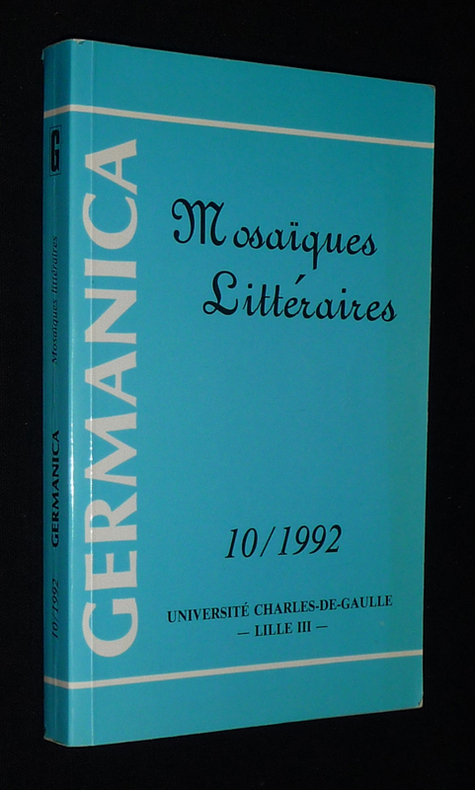 G
Mosaïques littéraires
GERMANICA
10/1992
GERMANICA
Mosaïques
Littéraires
10/1992
UNIVERSITÉ CHARLES-DE-GAULLE
— LILLE III —